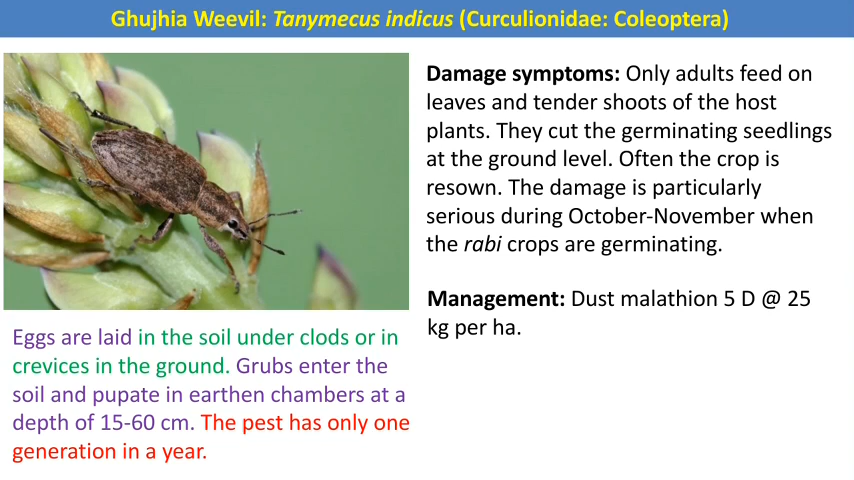 Ghujhia Weevil: Tanymecus indicus (Curculionidae: Coleoptera)
Damage symptoms: Only adults feed on
leaves and tender shoots of the host
plants. They cut the germinating seedlings
at the ground level. Often the crop is
resown. The damage is particularly
serious during October-November when
the rabi crops are germinating.
Management: Dust malathion 5 D @ 25
kg per ha.
Eggs are laid in the soil under clods or in
crevices in the ground. Grubs enter the
soil and pupate in earthen chambers at a
depth of 15-60 cm. The pest has only one
generation in a year.